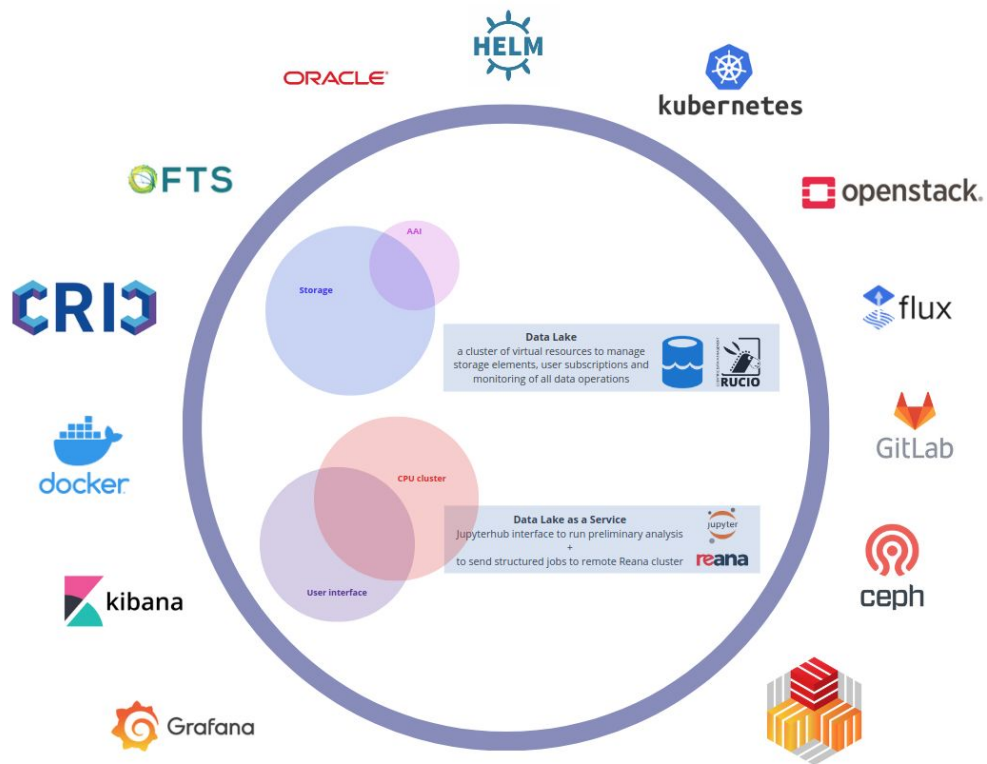 HELM
ORACLE
kubernetes
FTS
openstack.
AAI
Storage
CRIC
flux
Data Lake
a cluster of virtual resources to manage
storage elements, user subscriptions and
monitoring of all data operations
RUCIO
GitLab
docker
CPU cluster
Data Lake as a Service
Jupyterhub interface to run preliminary analysis
+
to send structured jobs to remote Reana cluster
jupyter
reana
ceph
kibana
User interface
Grafana